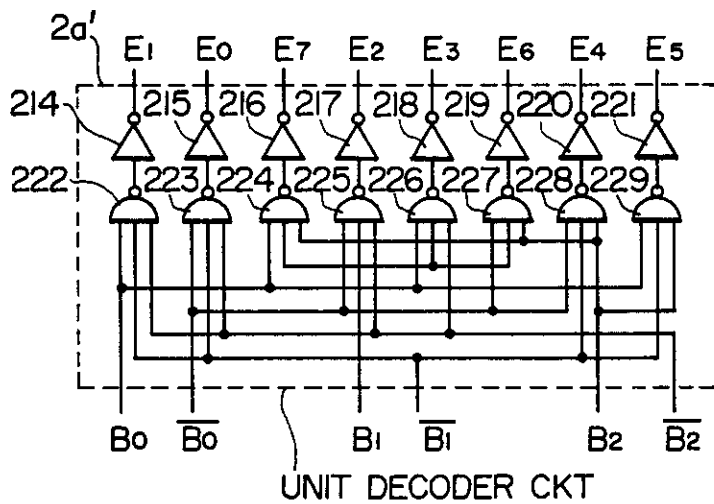 2a'
E1 E0 E7 E2 E3 E6 E4 E5
214 215 216 217 218 219 220 221
222 223 224 225 226 227 228 229
B0 B̅0̅ B1 B̅1̅ B2 B̅2̅
UNIT DECODER CKT